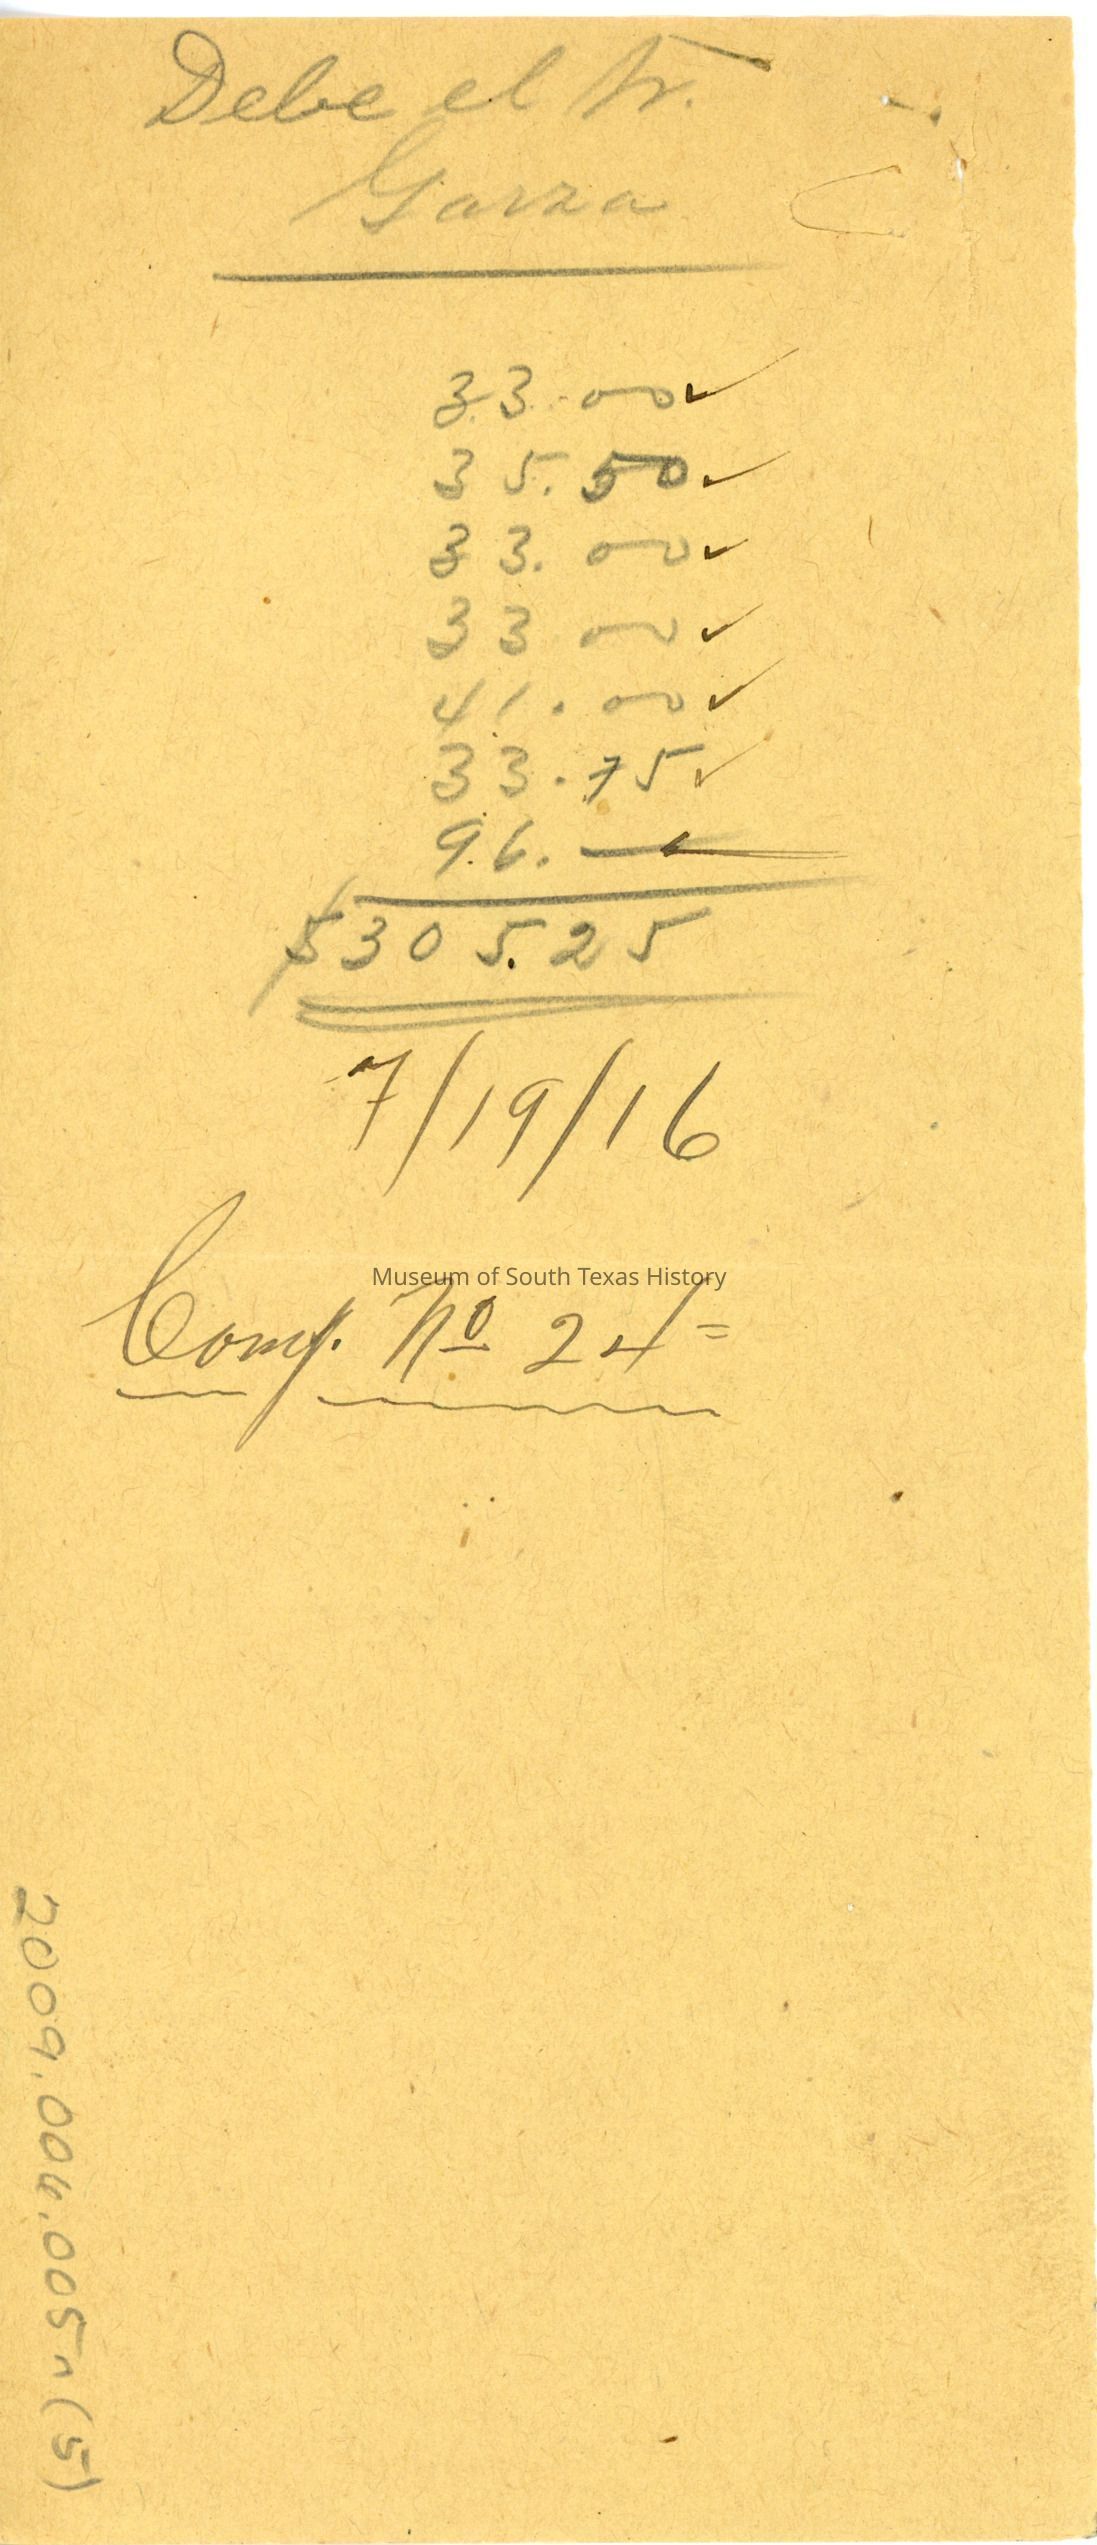 Debe el Sr.
Garza
33.00✓
35.50✓
33.00✓
33 00✓
41.00✓
33.75✓
96.—
$305.25
7/19/16
Comp. No 24=
Museum of South Texas History
2009.004.005n(5)